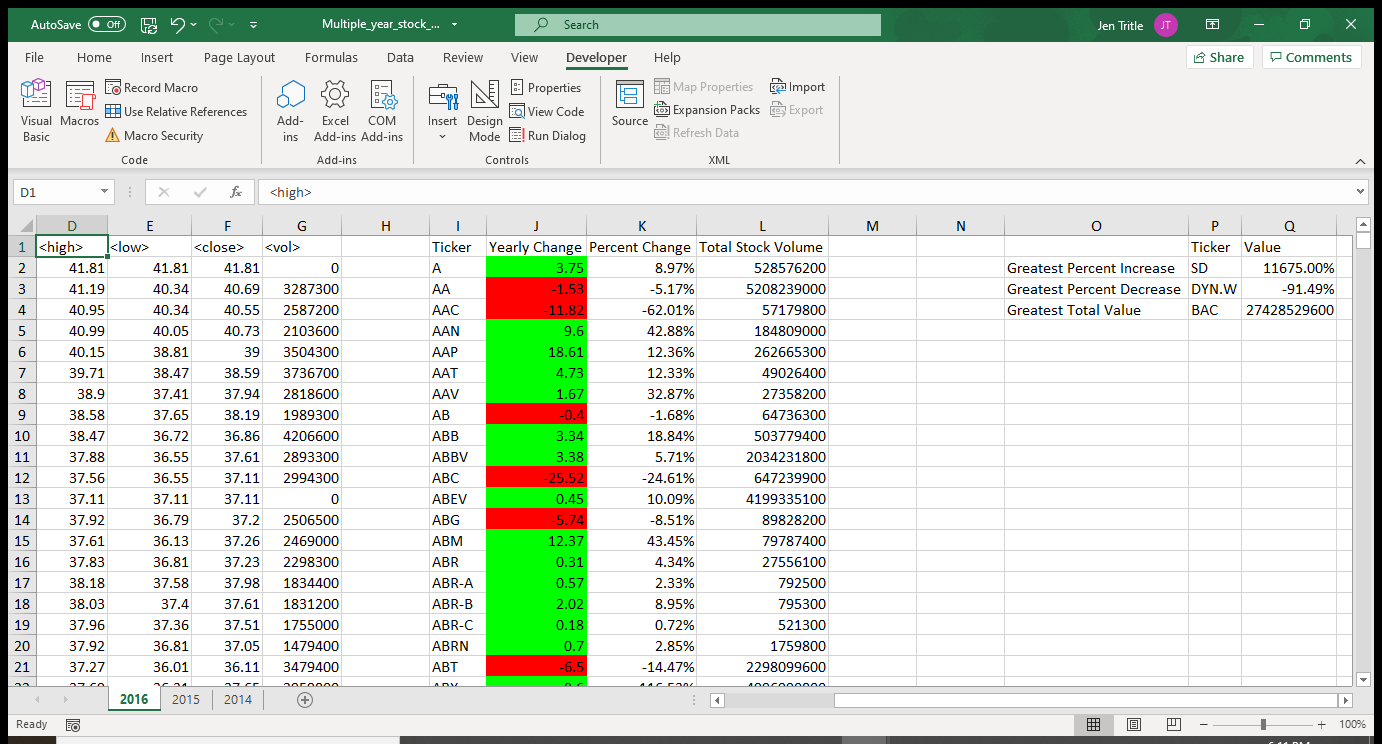 AutoSave Off Multiple_year_stock_... Search Jen Tritle JT
File Home Insert Page Layout Formulas Data Review View Developer Help Share Comments
Visual Basic Macros Record Macro Use Relative References Macro Security Code
Add-ins Excel Add-ins COM Add-ins Add-ins
Insert Design Mode Properties View Code Run Dialog Controls
Source Map Properties Expansion Packs Refresh Data Import Export XML
D1 fx <high>
D E F G H I J K L M N O P Q
1 <high> <low> <close> <vol> Ticker Yearly Change Percent Change Total Stock Volume Ticker Value
2 41.81 41.81 41.81 0 A 3.75 8.97% 528576200 Greatest Percent Increase SD 11675.00%
3 41.19 40.34 40.69 3287300 AA -1.53 -5.17% 5208239000 Greatest Percent Decrease DYN.W -91.49%
4 40.95 40.34 40.55 2587200 AAC -11.82 -62.01% 57179800 Greatest Total Value BAC 27428529600
5 40.99 40.05 40.73 2103600 AAN 9.6 42.88% 184809000
6 40.15 38.81 39 3504300 AAP 18.61 12.36% 262665300
7 39.71 38.47 38.59 3736700 AAT 4.73 12.33% 49026400
8 38.9 37.41 37.94 2818600 AAV 1.67 32.87% 27358200
9 38.58 37.65 38.19 1989300 AB -0.4 -1.68% 64736300
10 38.47 36.72 36.86 4206600 ABB 3.34 18.84% 503779400
11 37.88 36.55 37.61 2893300 ABBV 3.38 5.71% 2034231800
12 37.56 36.55 37.11 2994300 ABC -25.52 -24.61% 647239900
13 37.11 37.11 37.11 0 ABEV 0.45 10.09% 4199335100
14 37.92 36.79 37.2 2506500 ABG -5.74 -8.51% 89828200
15 37.61 36.13 37.26 2469000 ABM 12.37 43.45% 79787400
16 37.83 36.81 37.23 2298300 ABR 0.31 4.34% 27556100
17 38.18 37.58 37.98 1834400 ABR-A 0.57 2.33% 792500
18 38.03 37.4 37.61 1831200 ABR-B 2.02 8.95% 795300
19 37.96 37.36 37.51 1755000 ABR-C 0.18 0.72% 521300
20 37.92 36.81 37.05 1479400 ABRN 0.7 2.85% 1759800
21 37.27 36.01 36.11 3479400 ABT -6.5 -14.47% 2298099600
2016 2015 2014
Ready 100%